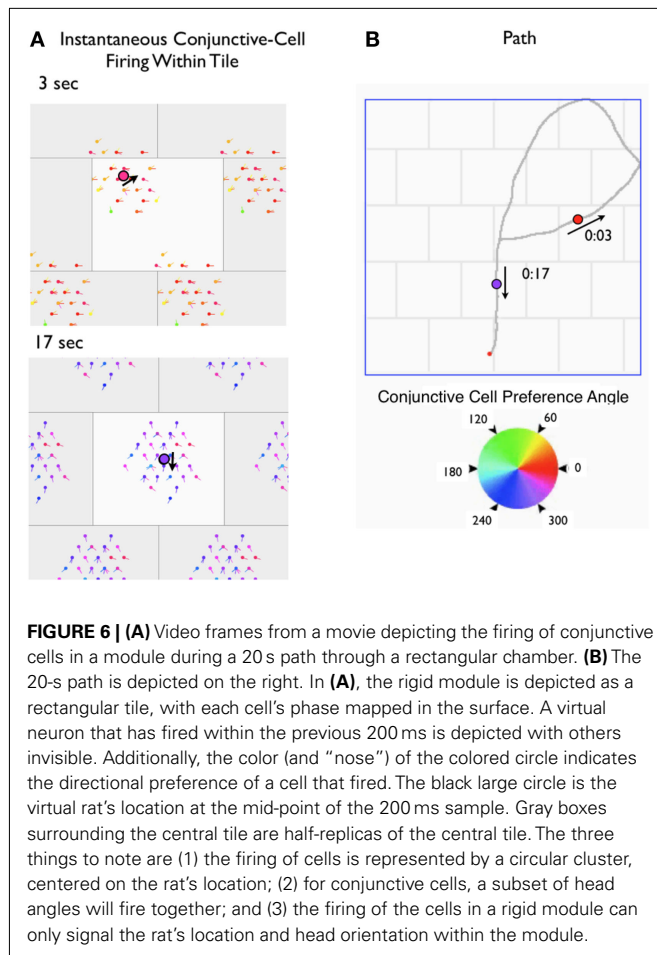 A Instantaneous Conjunctive-Cell
Firing Within Tile
3 sec
17 sec
B Path
0:03
0:17
Conjunctive Cell Preference Angle
120
60
180
0
240
300
FIGURE 6 | (A) Video frames from a movie depicting the firing of conjunctive
cells in a module during a 20 s path through a rectangular chamber. (B) The
20-s path is depicted on the right. In (A), the rigid module is depicted as a
rectangular tile, with each cell's phase mapped in the surface. A virtual
neuron that has fired within the previous 200 ms is depicted with others
invisible. Additionally, the color (and "nose") of the colored circle indicates
the directional preference of a cell that fired. The black large circle is the
virtual rat's location at the mid-point of the 200 ms sample. Gray boxes
surrounding the central tile are half-replicas of the central tile. The three
things to note are (1) the firing of cells is represented by a circular cluster,
centered on the rat's location; (2) for conjunctive cells, a subset of head
angles will fire together; and (3) the firing of the cells in a rigid module can
only signal the rat's location and head orientation within the module.